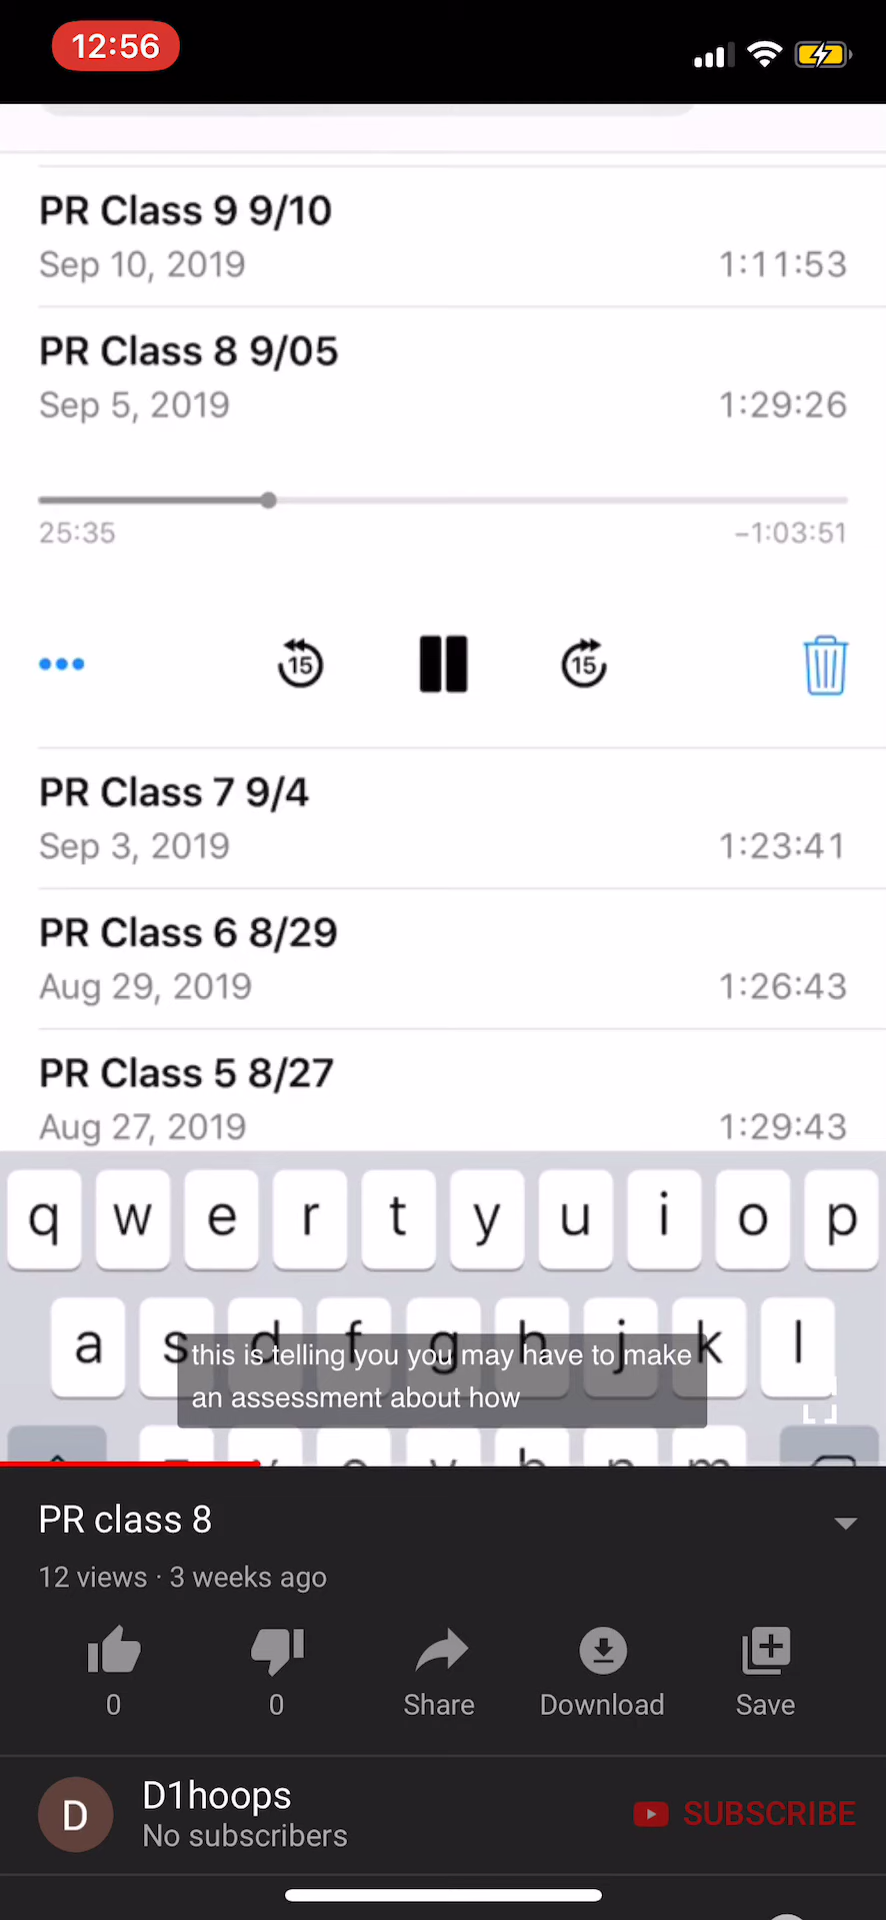 12:56
PR Class 9 9/10
Sep 10, 2019 1:11:53
PR Class 8 9/05
Sep 5, 2019 1:29:26
25:35 -1:03:51
15 15
PR Class 7 9/4
Sep 3, 2019 1:23:41
PR Class 6 8/29
Aug 29, 2019 1:26:43
PR Class 5 8/27
Aug 27, 2019 1:29:43
q w e r t y u i o p
a s d f g h j k l
this is telling you you may have to make
an assessment about how
PR class 8
12 views · 3 weeks ago
0 0 Share Download Save
D D1hoops
No subscribers
SUBSCRIBE